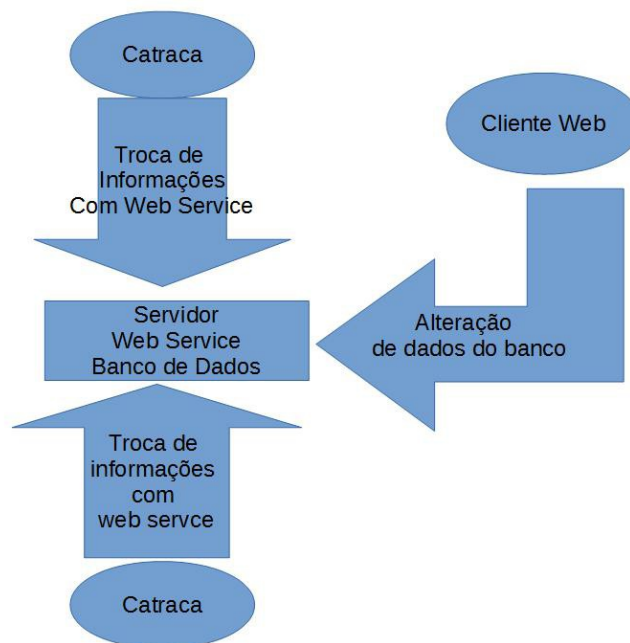 Catraca
Troca de
Informações
Com Web Service
Cliente Web
Servidor
Web Service
Banco de Dados
Alteração
de dados do banco
Troca de
informações
com
web servce
Catraca